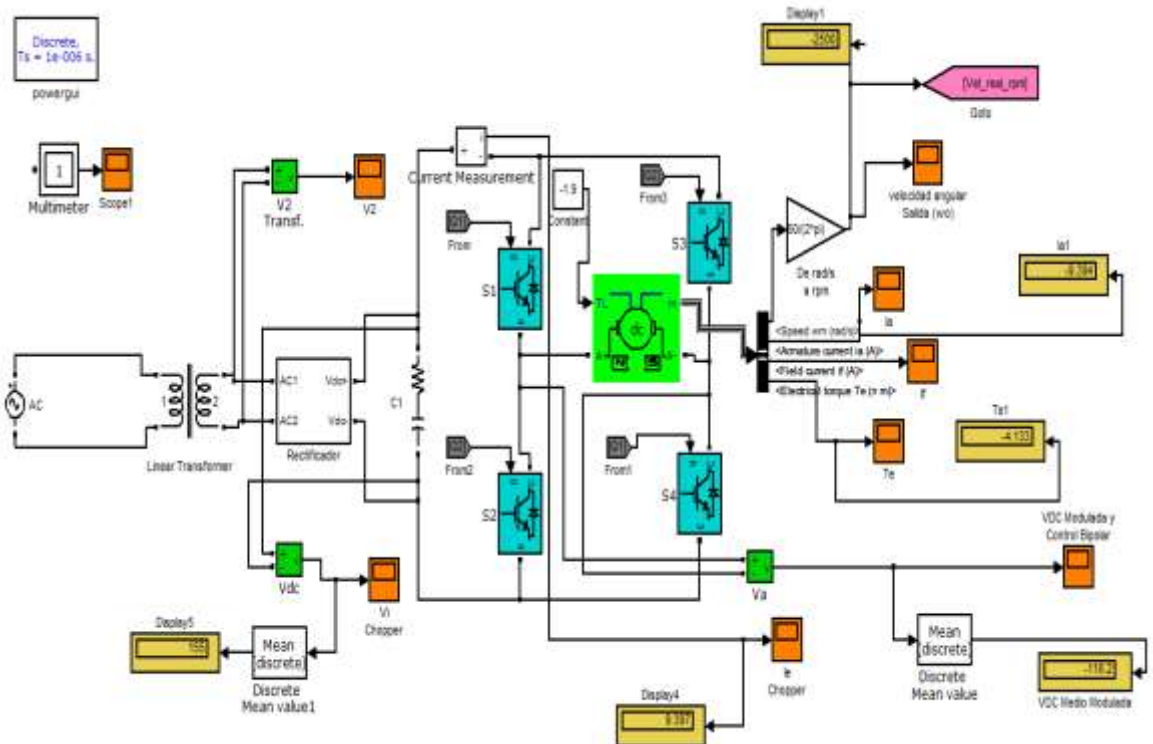 Discrete,
Ts = 1e-006 s.
powergui
1
Multimeter
Scope1
V2
Transf.
V2
Current Measurement
From
S1
-1.9
Constant
From3
S3
TL
m
dc
Display1
-2500
[Vel_real_rpm]
Goto
60/(2*pi)
De rad/s
a rpm
velocidad angular
Salida (wo)
Ia1
-9.394
Ia
<Speed wm (rad/s)>
<Armature current ia (A)>
<Field current if (A)>
<Electrical torque Te (n m)>
If
Te1
-4.133
Te
AC
1
2
Linear Transformer
AC1
AC2
Vdo+
Vdo-
Rectificador
C1
From2
S2
From1
S4
Vdc
Vi
Chopper
Display5
155
Mean
(discrete)
Discrete
Mean value1
Va
VDC Modulada y
Control Bipolar
Ie
Chopper
Display4
9.397
Mean
(discrete)
Discrete
Mean value
-118.2
VDC Medio Modulada